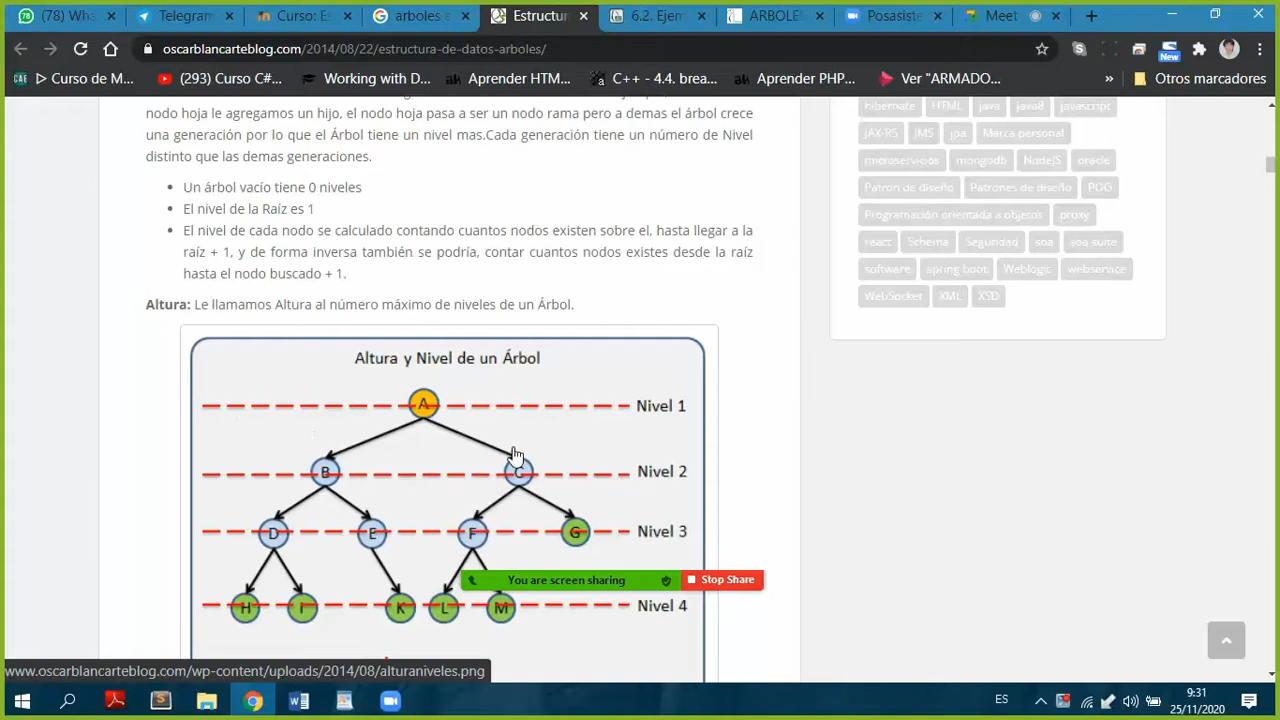 (78) Wha
Telegram
Curso: Es
arboles e
Estructur
6.2. Ejem
ARBOLES
Posasiste
Meet
oscarblancarteblog.com/2014/08/22/estructura-de-datos-arboles/
New
CAE
Curso de M...
(293) Curso C#...
Working with D...
Aprender HTM...
C++ - 4.4. brea...
Aprender PHP...
Ver "ARMADO...
»
Otros marcadores
nodo hoja le agregamos un hijo, el nodo hoja pasa a ser un nodo rama pero a demas el árbol crece
una generación por lo que el Árbol tiene un nivel mas.Cada generación tiene un número de Nivel
distinto que las demas generaciones.
• Un árbol vacío tiene 0 niveles
• El nivel de la Raíz es 1
• El nivel de cada nodo se calculado contando cuantos nodos existen sobre el, hasta llegar a la
raíz + 1, y de forma inversa también se podría, contar cuantos nodos existes desde la raíz
hasta el nodo buscado + 1.
Altura: Le llamamos Altura al número máximo de niveles de un Árbol.
Altura y Nivel de un Árbol
A Nivel 1
B C Nivel 2
D E F G Nivel 3
H I K L M Nivel 4
You are screen sharing
Stop Share
hibernate HTML java java8 javascript
JAX-RS JMS jpa Marca personal
microservicios mongodb NodeJS oracle
Patron de diseño Patrones de diseño POO
Programación orientada a objetos proxy
react Schema Seguridad soa soa suite
software spring boot Weblogic webservice
WebSocket XML XSD
www.oscarblancarteblog.com/wp-content/uploads/2014/08/alturaniveles.png
ES
9:31
25/11/2020